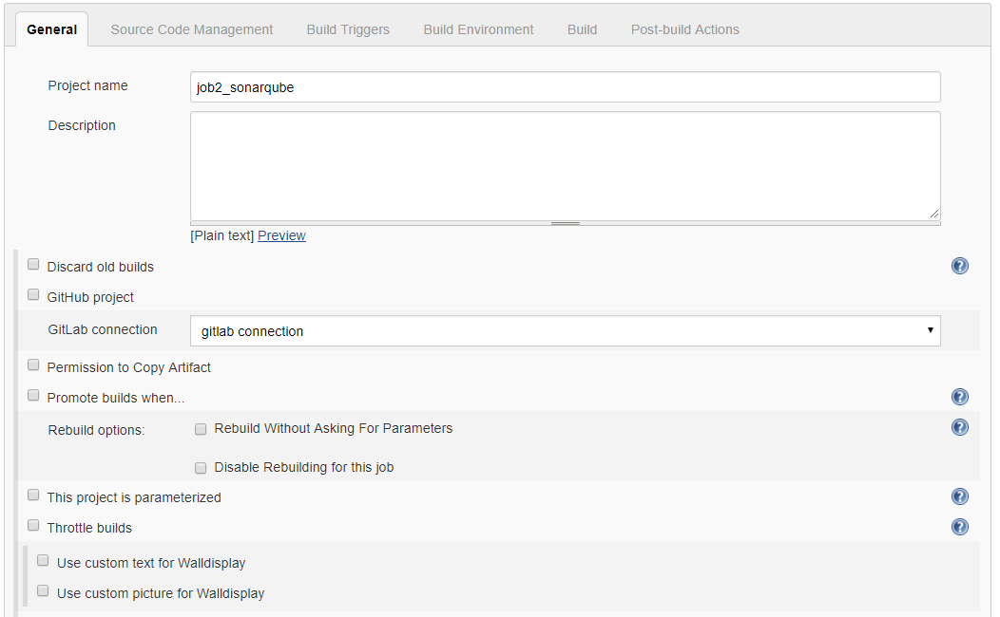 General Source Code Management Build Triggers Build Environment Build Post-build Actions
Project name job2_sonarqube
Description
[Plain text] Preview
Discard old builds ?
GitHub project
GitLab connection gitlab connection
Permission to Copy Artifact
Promote builds when... ?
Rebuild options: Rebuild Without Asking For Parameters ?
Disable Rebuilding for this job
This project is parameterized ?
Throttle builds ?
Use custom text for Walldisplay
Use custom picture for Walldisplay